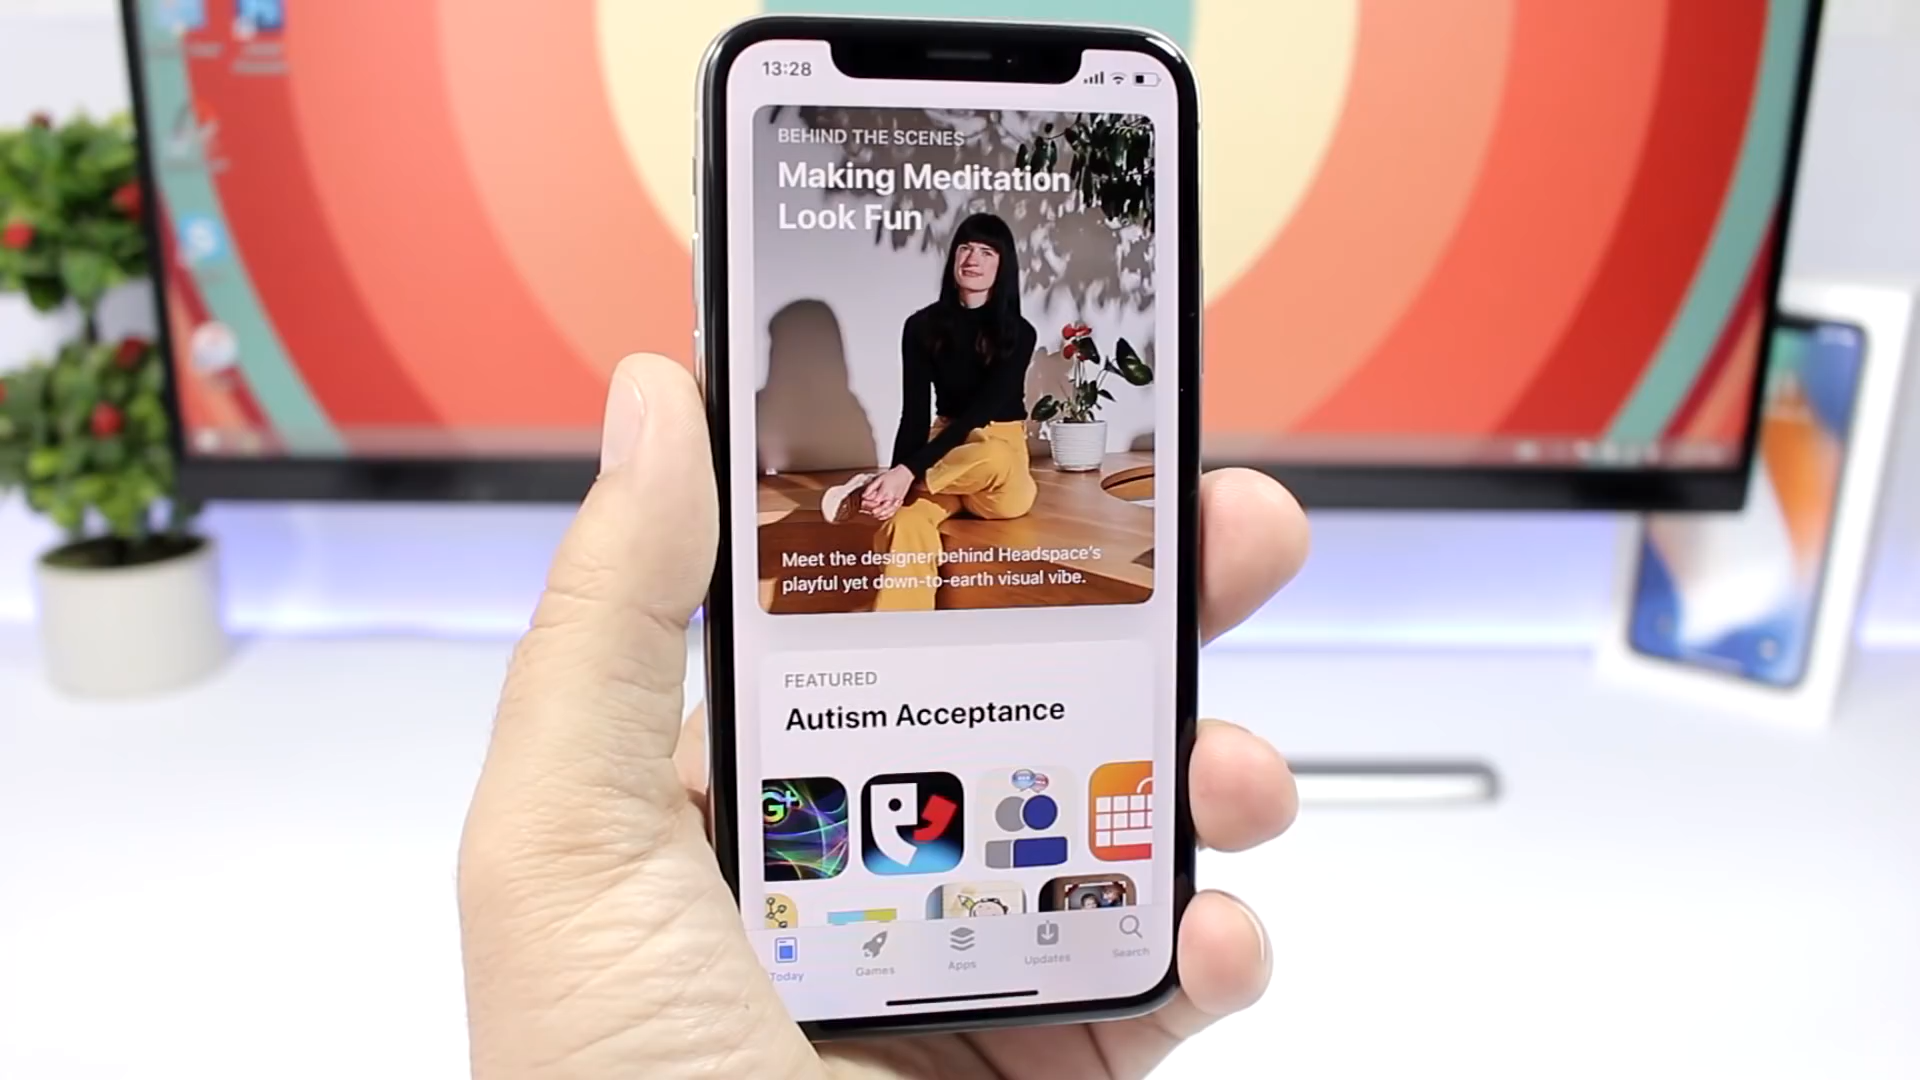 13:28
BEHIND THE SCENES
Making Meditation
Look Fun
Meet the designer behind Headspace's
playful yet down-to-earth visual vibe.
FEATURED
Autism Acceptance
G+
Today
Games
Apps
Updates
Search